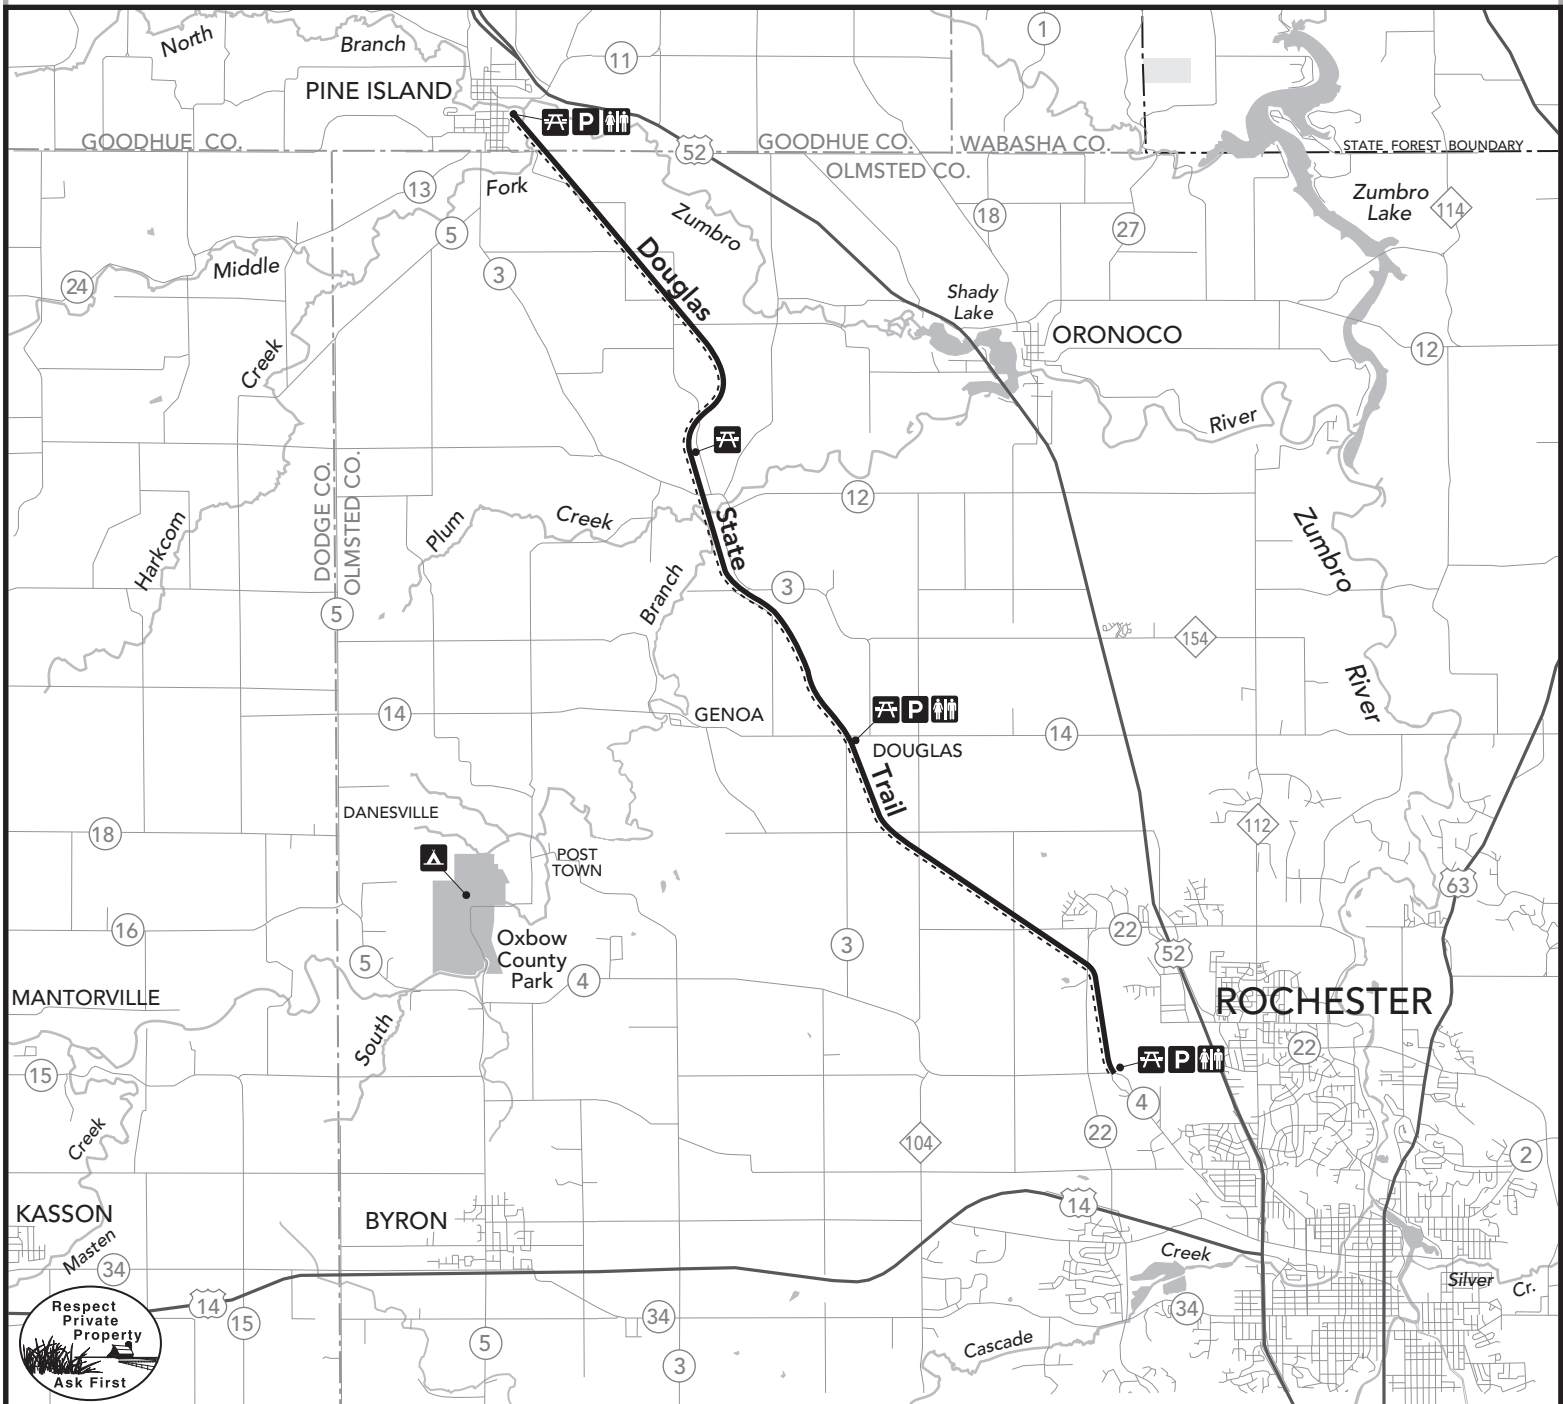 North
Branch
11
1
PINE ISLAND
P
GOODHUE CO.
52
GOODHUE CO.
WABASHA CO.
STATE FOREST BOUNDARY
OLMSTED CO.
13
Fork
Zumbro
Lake
114
18
27
Zumbro
5
Middle
3
24
Douglas
Shady
Lake
ORONOCO
12
Creek
River
DODGE CO.
OLMSTED CO.
12
Harkcom
Plum
Creek
State
Zumbro
Branch
3
5
154
River
14
GENOA
P
14
DOUGLAS
Trail
DANESVILLE
18
112
POST
TOWN
63
16
22
3
5
Oxbow
County
Park
4
52
MANTORVILLE
ROCHESTER
South
22
15
P
4
Creek
22
104
2
14
KASSON
BYRON
Masten
34
Creek
Silver
Cr.
14
15
34
34
5
Cascade
3
Respect
Private
Property
Ask First